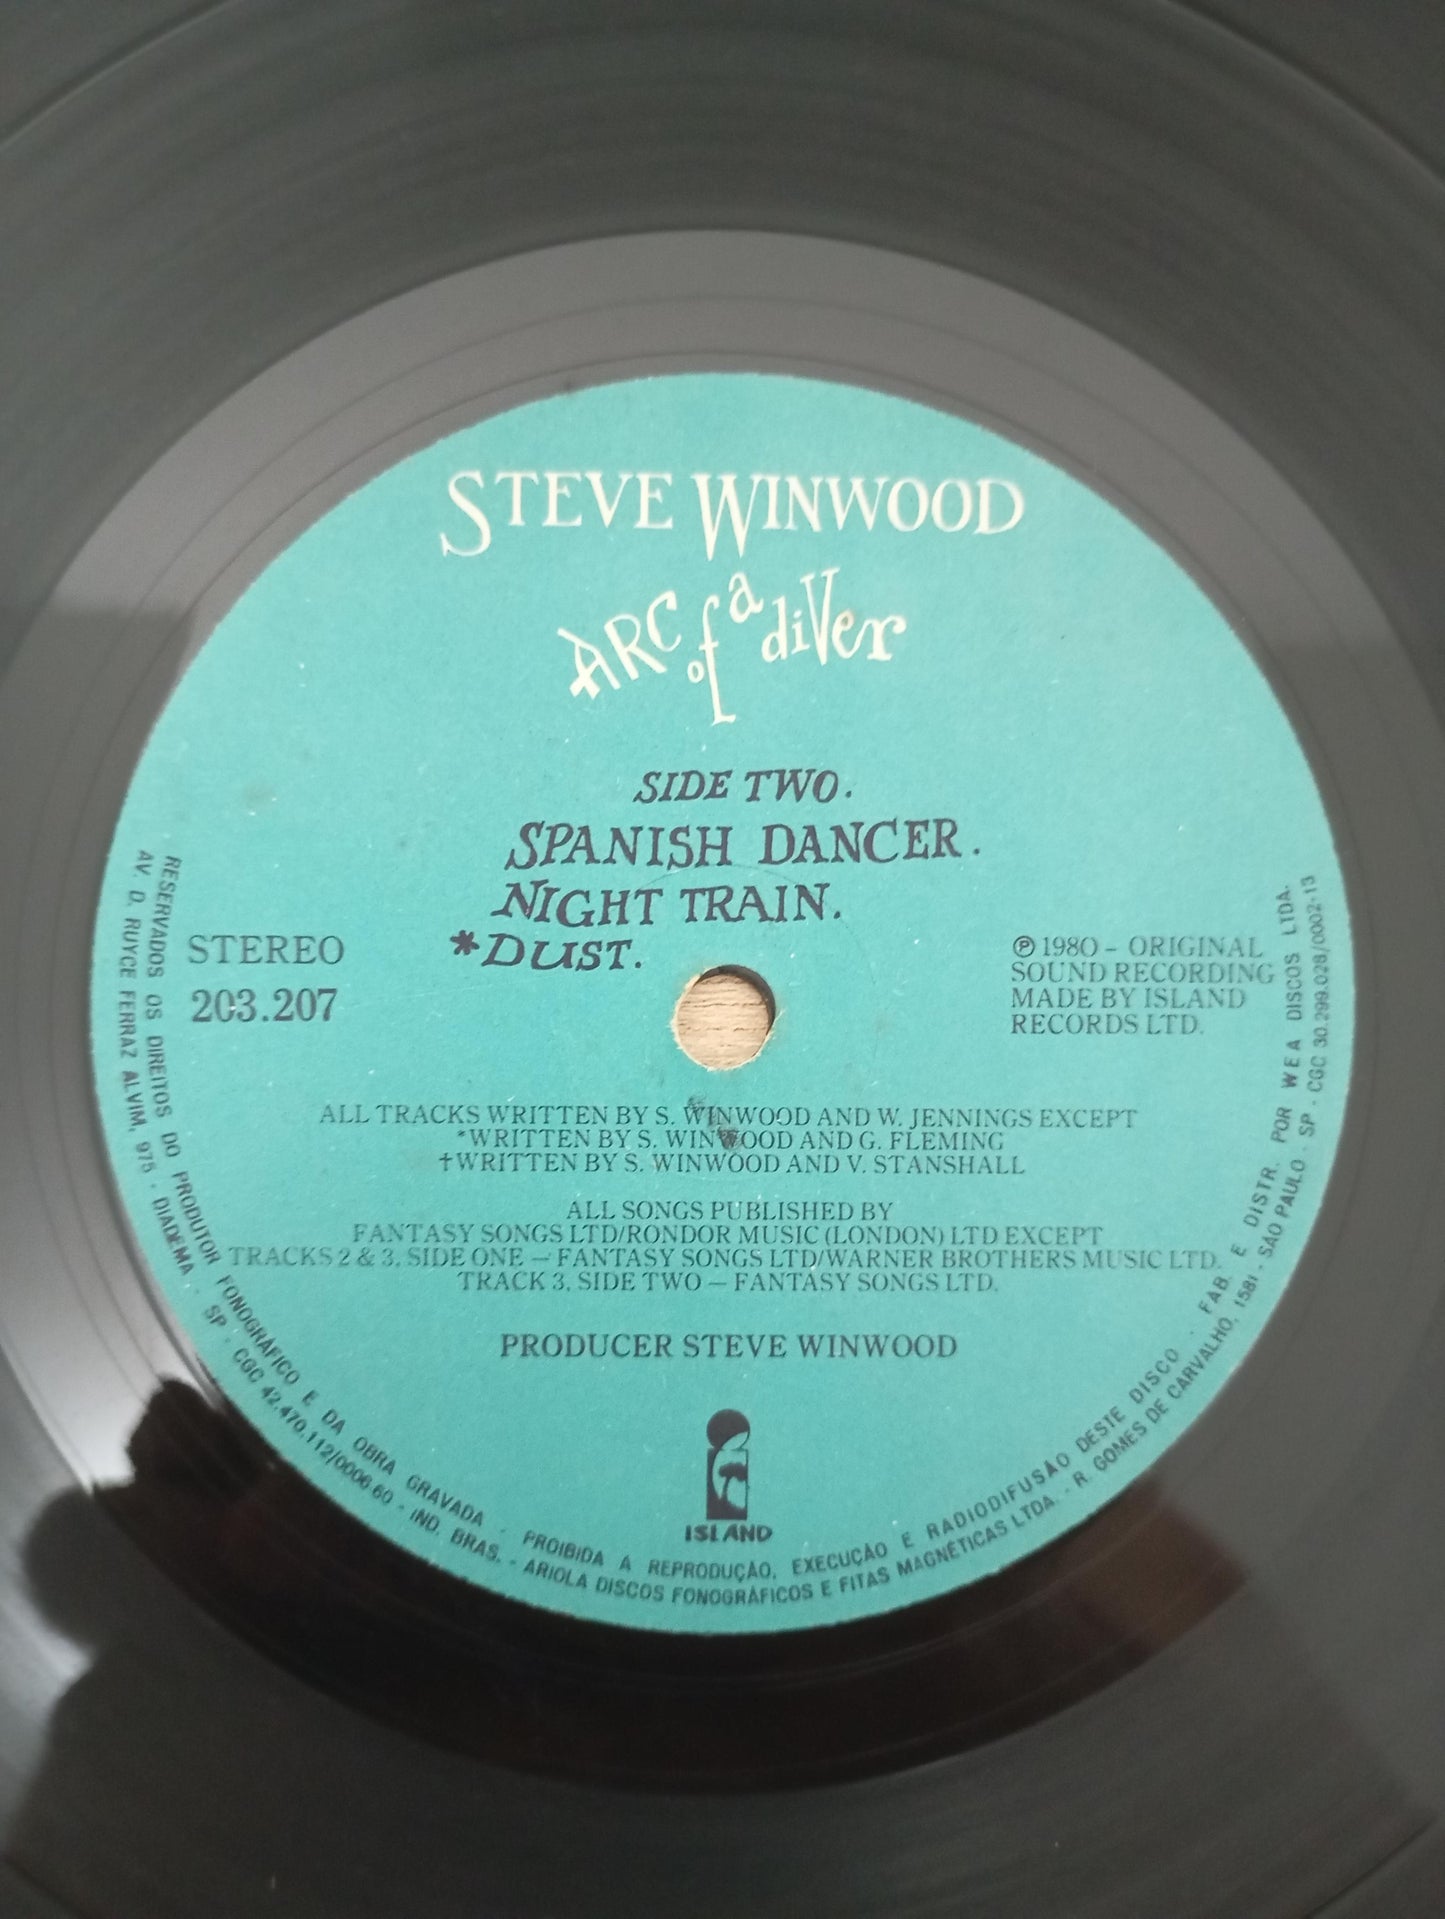 STEVE WINWOOD
ARC of a diVer
SIDE TWO.
SPANISH DANCER.
NIGHT TRAIN.
*DUST.
STEREO
203.207
℗ 1980 - ORIGINAL
SOUND RECORDING
MADE BY ISLAND
RECORDS LTD.
ALL TRACKS WRITTEN BY S. WINWOOD AND W. JENNINGS EXCEPT
*WRITTEN BY S. WINWOOD AND G. FLEMING
†WRITTEN BY S. WINWOOD AND V. STANSHALL
ALL SONGS PUBLISHED BY
FANTASY SONGS LTD/RONDOR MUSIC (LONDON) LTD EXCEPT
TRACKS 2 & 3, SIDE ONE — FANTASY SONGS LTD/WARNER BROTHERS MUSIC LTD.
TRACK 3, SIDE TWO — FANTASY SONGS LTD.
PRODUCER STEVE WINWOOD
ISLAND
RESERVADOS OS DIREITOS DO PRODUTOR FONOGRÁFICO E DA OBRA GRAVADA - PROIBIDA A REPRODUÇÃO, EXECUÇÃO E RADIODIFUSÃO DESTE DISCO - FAB. E DISTR. POR WEA DISCOS LTDA.
AV. D. RUYCE FERRAZ ALVIM, 975 - DIADEMA - SP - CGC 42.470.112/0006-60 - IND. BRAS. - ARIOLA DISCOS FONOGRÁFICOS E FITAS MAGNÉTICAS LTDA. - R. GOMES DE CARVALHO, 1581 - SÃO PAULO - SP - CGC 30.299.028/0002-13